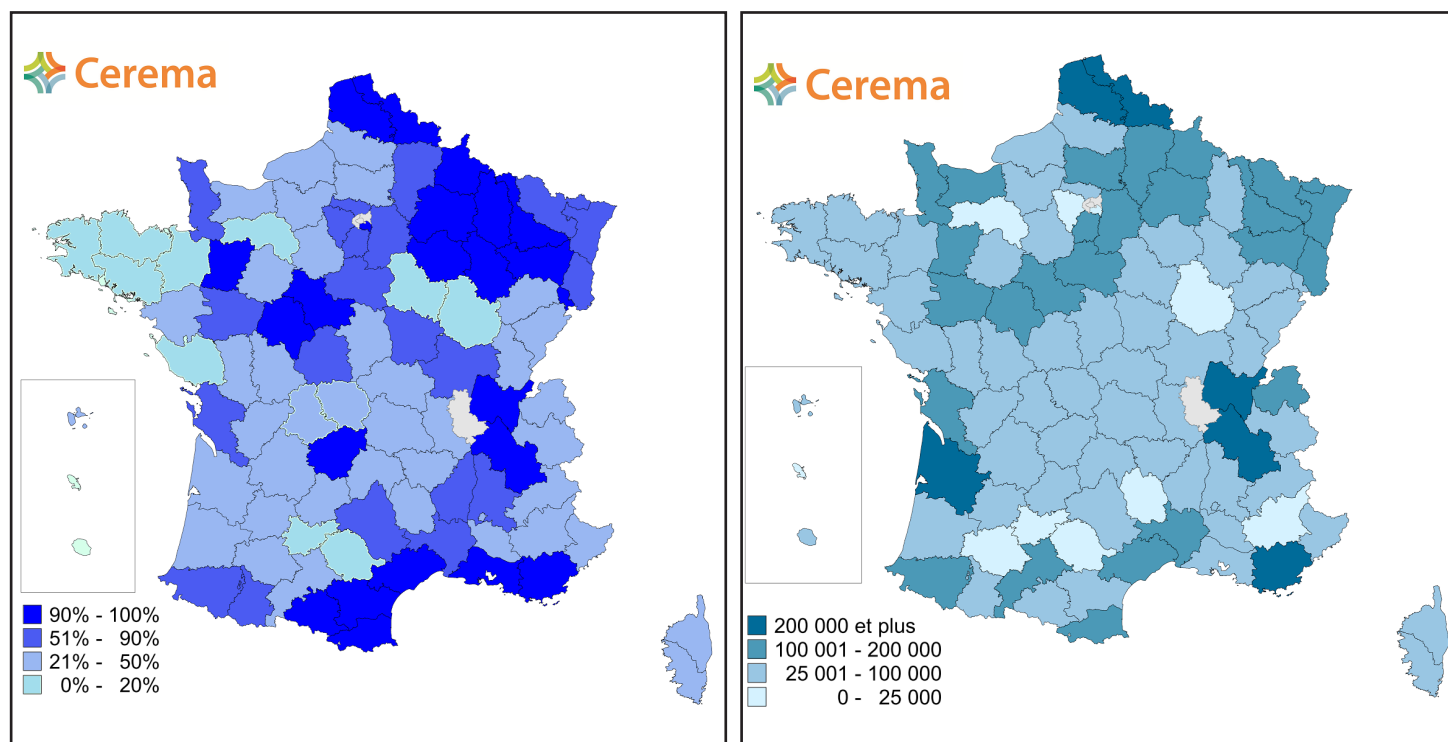 Cerema
90% - 100%
51% - 90%
21% - 50%
0% - 20%
Cerema
200 000 et plus
100 001 - 200 000
25 001 - 100 000
0 - 25 000